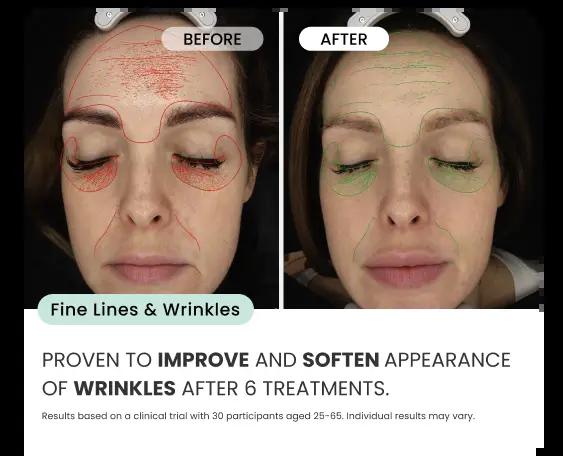 BEFORE
AFTER
Fine Lines & Wrinkles
PROVEN TO IMPROVE AND SOFTEN APPEARANCE
OF WRINKLES AFTER 6 TREATMENTS.
Results based on a clinical trial with 30 participants aged 25-65. Individual results may vary.